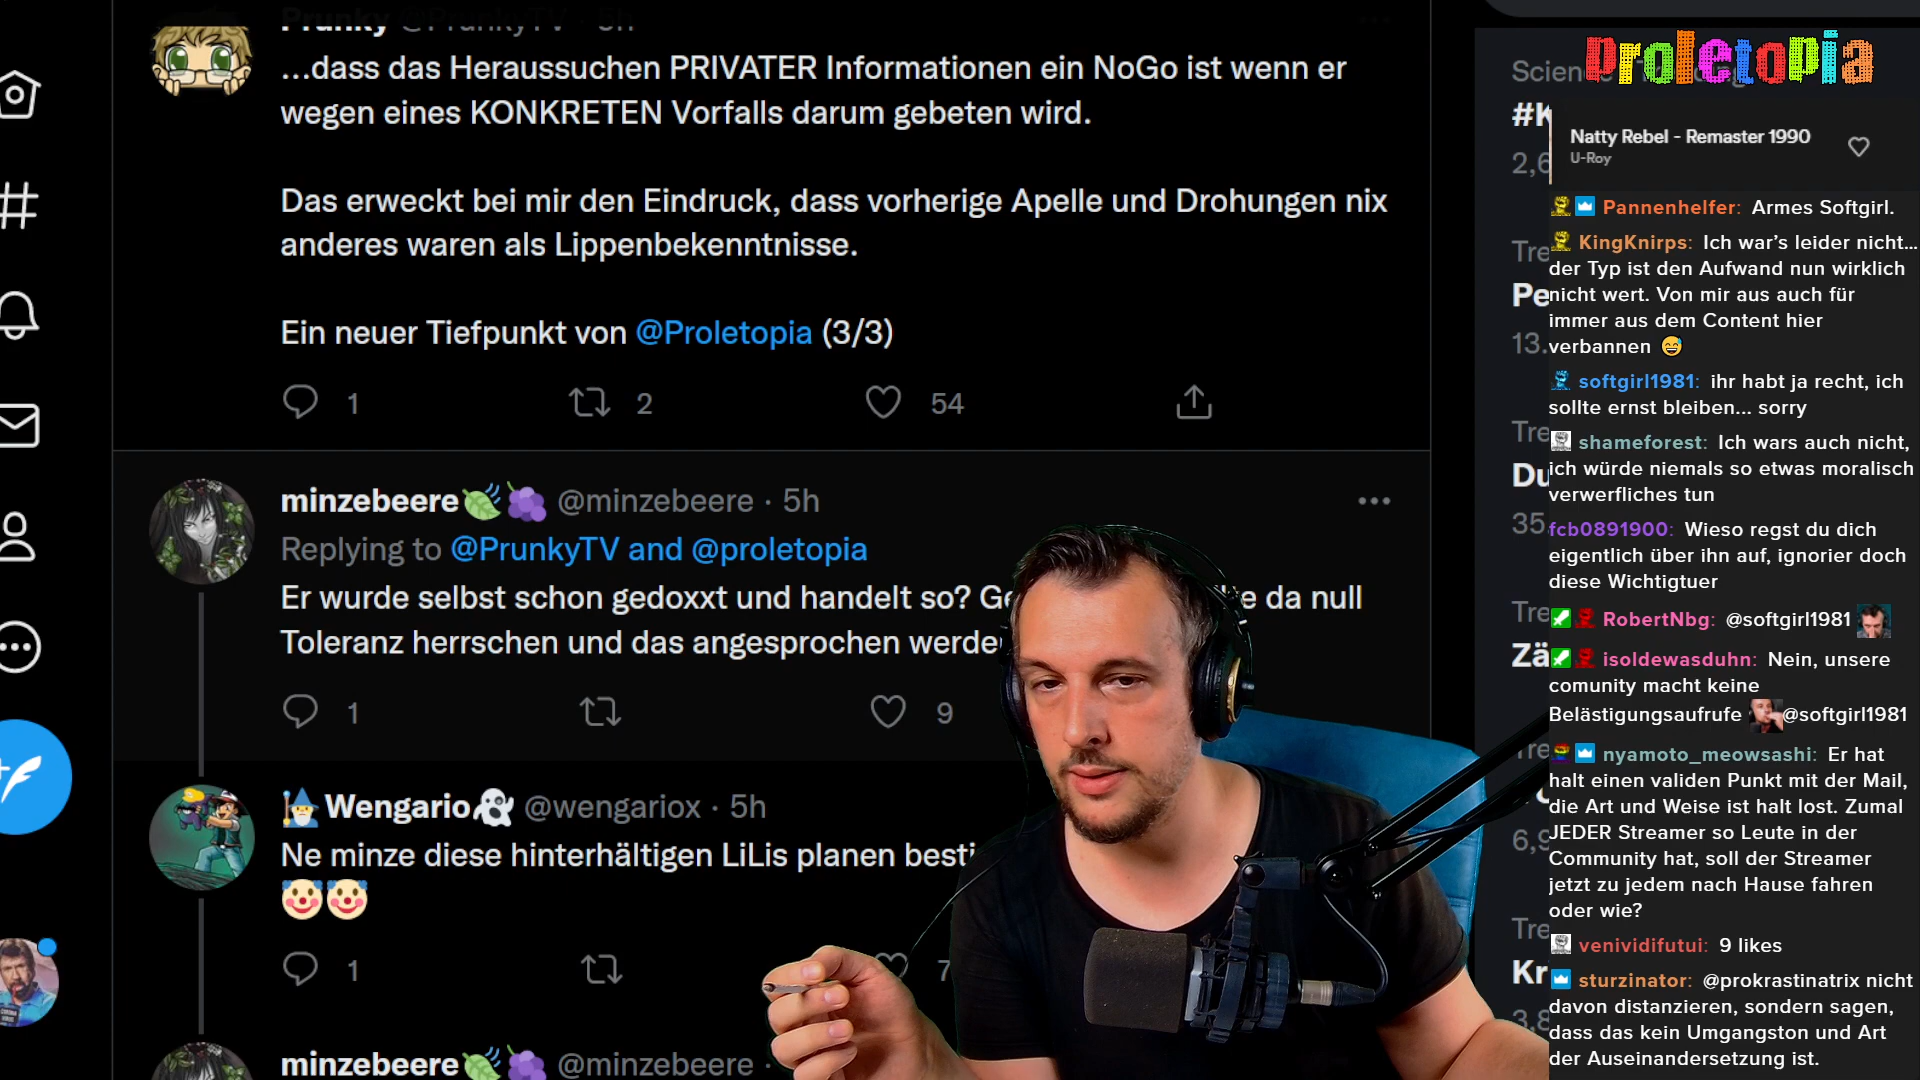 Prunky @PrunkyTV · 5h
...dass das Heraussuchen PRIVATER Informationen ein NoGo ist wenn er
wegen eines KONKRETEN Vorfalls darum gebeten wird.
Das erweckt bei mir den Eindruck, dass vorherige Apelle und Drohungen nix
anderes waren als Lippenbekenntnisse.
Ein neuer Tiefpunkt von @Proletopia (3/3)
1 2 54
minzebeere @minzebeere · 5h
Replying to @PrunkyTV and @proletopia
Er wurde selbst schon gedoxxt und handelt so? da null
Toleranz herrschen und das angesprochen
1 9
Wengario @wengariox · 5h
Ne minze diese hinterhältigen LiLis planen
1 7
minzebeere @minzebeere ·
Proletopia
Natty Rebel - Remaster 1990
U-Roy
Pannenhelfer: Armes Softgirl.
KingKnirps: Ich war's leider nicht...
der Typ ist den Aufwand nun wirklich
nicht wert. Von mir aus auch für
immer aus dem Content hier
verbannen 😅
softgirl1981: ihr habt ja recht, ich
sollte ernst bleiben... sorry
shameforest: Ich wars auch nicht,
ich würde niemals so etwas moralisch
verwerfliches tun
fcb0891900: Wieso regst du dich
eigentlich über ihn auf, ignorier doch
diese Wichtigtuer
RobertNbg: @softgirl1981
isoldewasduhn: Nein, unsere
comunity macht keine
Belästigungsaufrufe @softgirl1981
nyamoto_meowsashi: Er hat
halt einen validen Punkt mit der Mail,
die Art und Weise ist halt lost. Zumal
JEDER Streamer so Leute in der
Community hat, soll der Streamer
jetzt zu jedem nach Hause fahren
oder wie?
venividifutui: 9 likes
sturzinator: @prokrastinatrix nicht
davon distanzieren, sondern sagen,
dass das kein Umgangston und Art
der Auseinandersetzung ist.